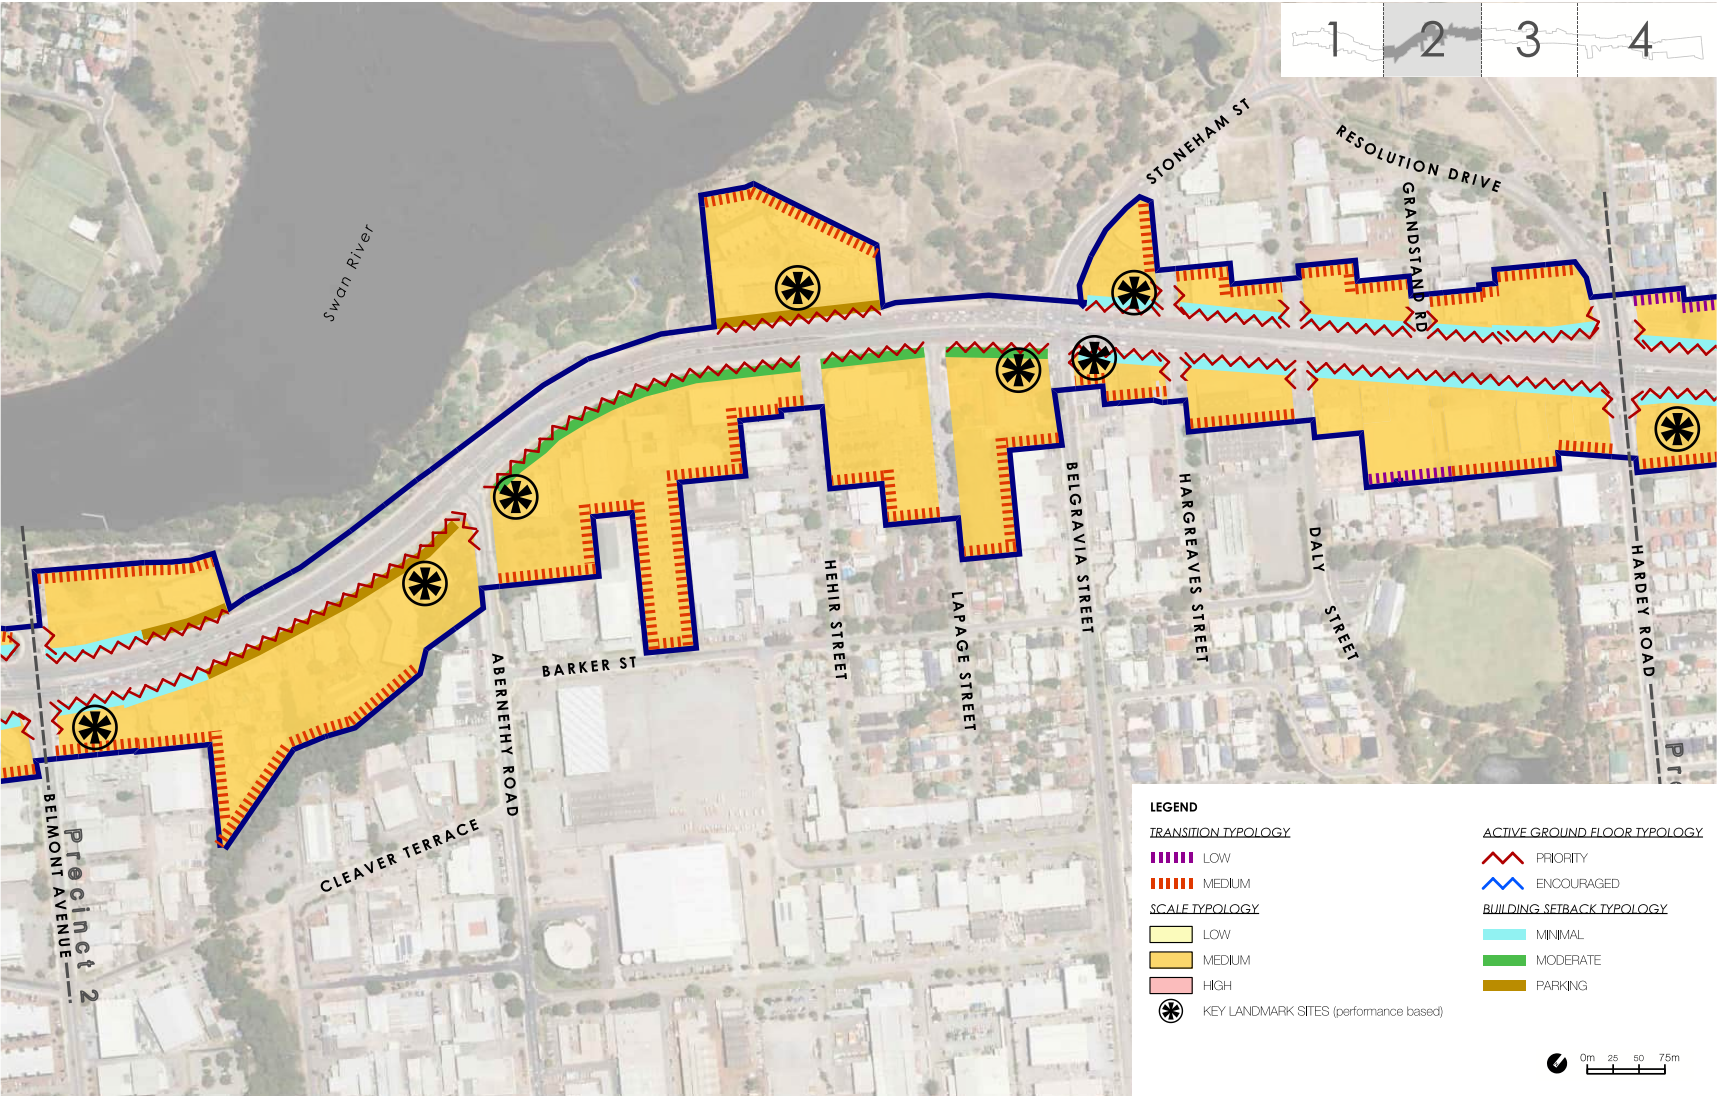 1 2 3 4
STONEHAM ST
RESOLUTION DRIVE
GRANDSTAND RD
Swan River
BELGRAVIA STREET
HARGREAVES STREET
DALY
STREET
HARDEY ROAD
HEHIR STREET
LAPAGE STREET
BARKER ST
ABERNETHY ROAD
CLEAVER TERRACE
BELMONT AVENUE
Precinct 2
Pre
LEGEND
TRANSITION TYPOLOGY
LOW
MEDIUM
SCALE TYPOLOGY
LOW
MEDIUM
HIGH
KEY LANDMARK SITES (performance based)
ACTIVE GROUND FLOOR TYPOLOGY
PRIORITY
ENCOURAGED
BUILDING SETBACK TYPOLOGY
MINIMAL
MODERATE
PARKING
0m 25 50 75m